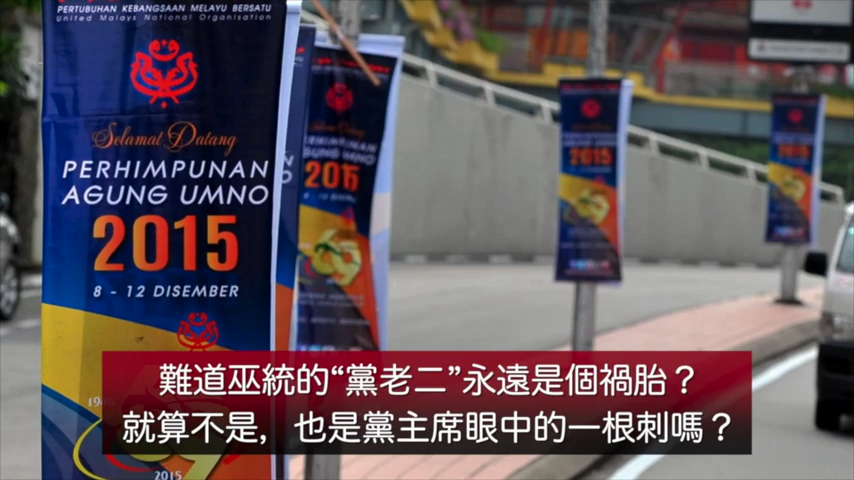 PERTUBUHAN KEBANGSAAN MELAYU BERSATU
United Malays National Organisation
Selamat Datang
PERHIMPUNAN
AGUNG UMNO
2015
8 - 12 DISEMBER
2015
2015
2015
2015
難道巫統的“黨老二”永遠是個禍胎？
就算不是，也是黨主席眼中的一根刺嗎？